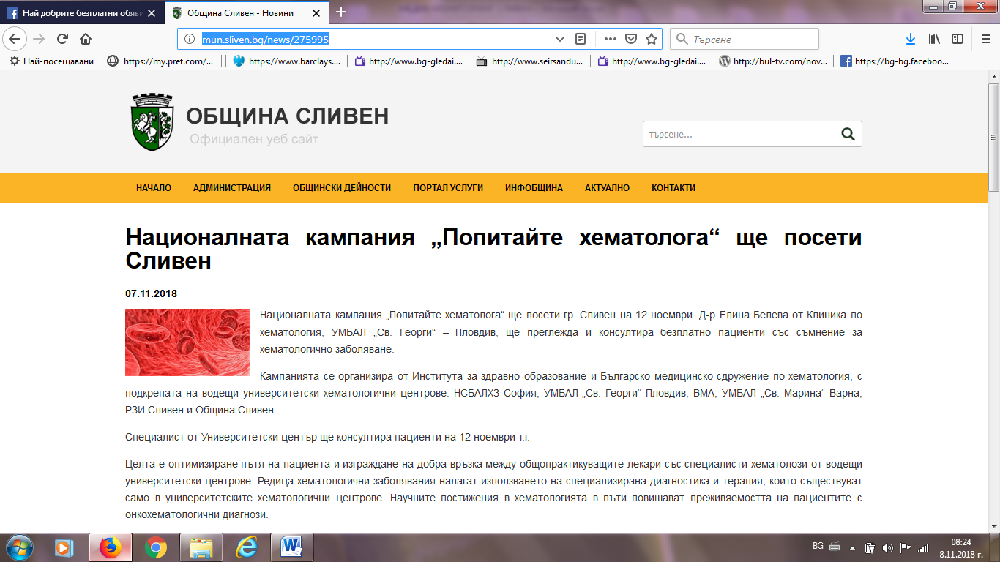 Най добрите безплатни обяви
Община Сливен - Новини
mun.sliven.bg/news/275995
Търсене
Най-посещавани
https://my.pret.com/...
https://www.barclays....
http://www.bg-gledai....
http://www.seirsandu...
http://www.bg-gledai....
http://bul-tv.com/nov...
https://bg-bg.faceboo...
ОБЩИНА СЛИВЕН
Официален уеб сайт
търсене...
НАЧАЛО АДМИНИСТРАЦИЯ ОБЩИНСКИ ДЕЙНОСТИ ПОРТАЛ УСЛУГИ ИНФОБЩИНА АКТУАЛНО КОНТАКТИ
Националната кампания „Попитайте хематолога“ ще посети
Сливен
07.11.2018
Националната кампания „Попитайте хематолога“ ще посети гр. Сливен на 12 ноември. Д-р Елина Белева от Клиника по
хематология, УМБАЛ „Св. Георги“ – Пловдив, ще преглежда и консултира безплатно пациенти със съмнение за
хематологично заболяване.
Кампанията се организира от Института за здравно образование и Българско медицинско сдружение по хематология, с
подкрепата на водещи университетски хематологични центрове: НСБАЛХЗ София, УМБАЛ „Св. Георги“ Пловдив, ВМА, УМБАЛ „Св. Марина“ Варна,
РЗИ Сливен и Община Сливен.
Специалист от Университетски център ще консултира пациенти на 12 ноември т.г.
Целта е оптимизиране пътя на пациента и изграждане на добра връзка между общопрактикуващите лекари със специалисти-хематолози от водещи
университетски центрове. Редица хематологични заболявания налагат използването на специализирана диагностика и терапия, които съществуват
само в университетските хематологични центрове. Научните постижения в хематологията в пъти повишават преживяемостта на пациентите с
онкохематологични диагнози.
BG
08:24
8.11.2018 г.